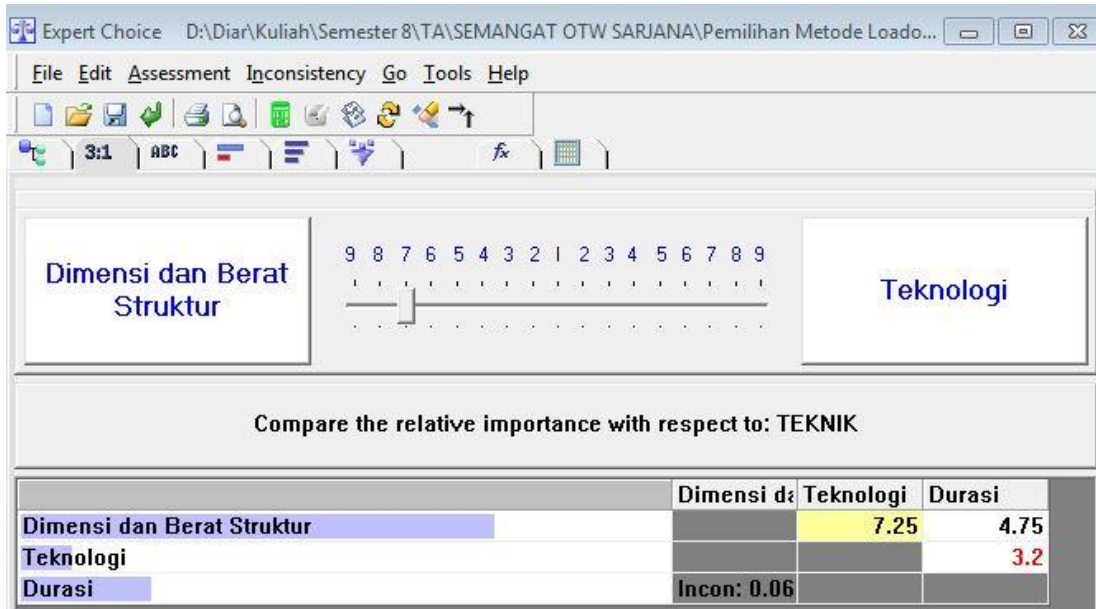 Expert Choice D:\Diar\Kuliah\Semester 8\TA\SEMANGAT OTW SARJANA\Pemilihan Metode Loado...
File Edit Assessment Inconsistency Go Tools Help
3:1 ABC fx
Dimensi dan Berat
Struktur
9 8 7 6 5 4 3 2 1 2 3 4 5 6 7 8 9
Teknologi
Compare the relative importance with respect to: TEKNIK
Dimensi da Teknologi Durasi
Dimensi dan Berat Struktur 7.25 4.75
Teknologi 3.2
Durasi Incon: 0.06